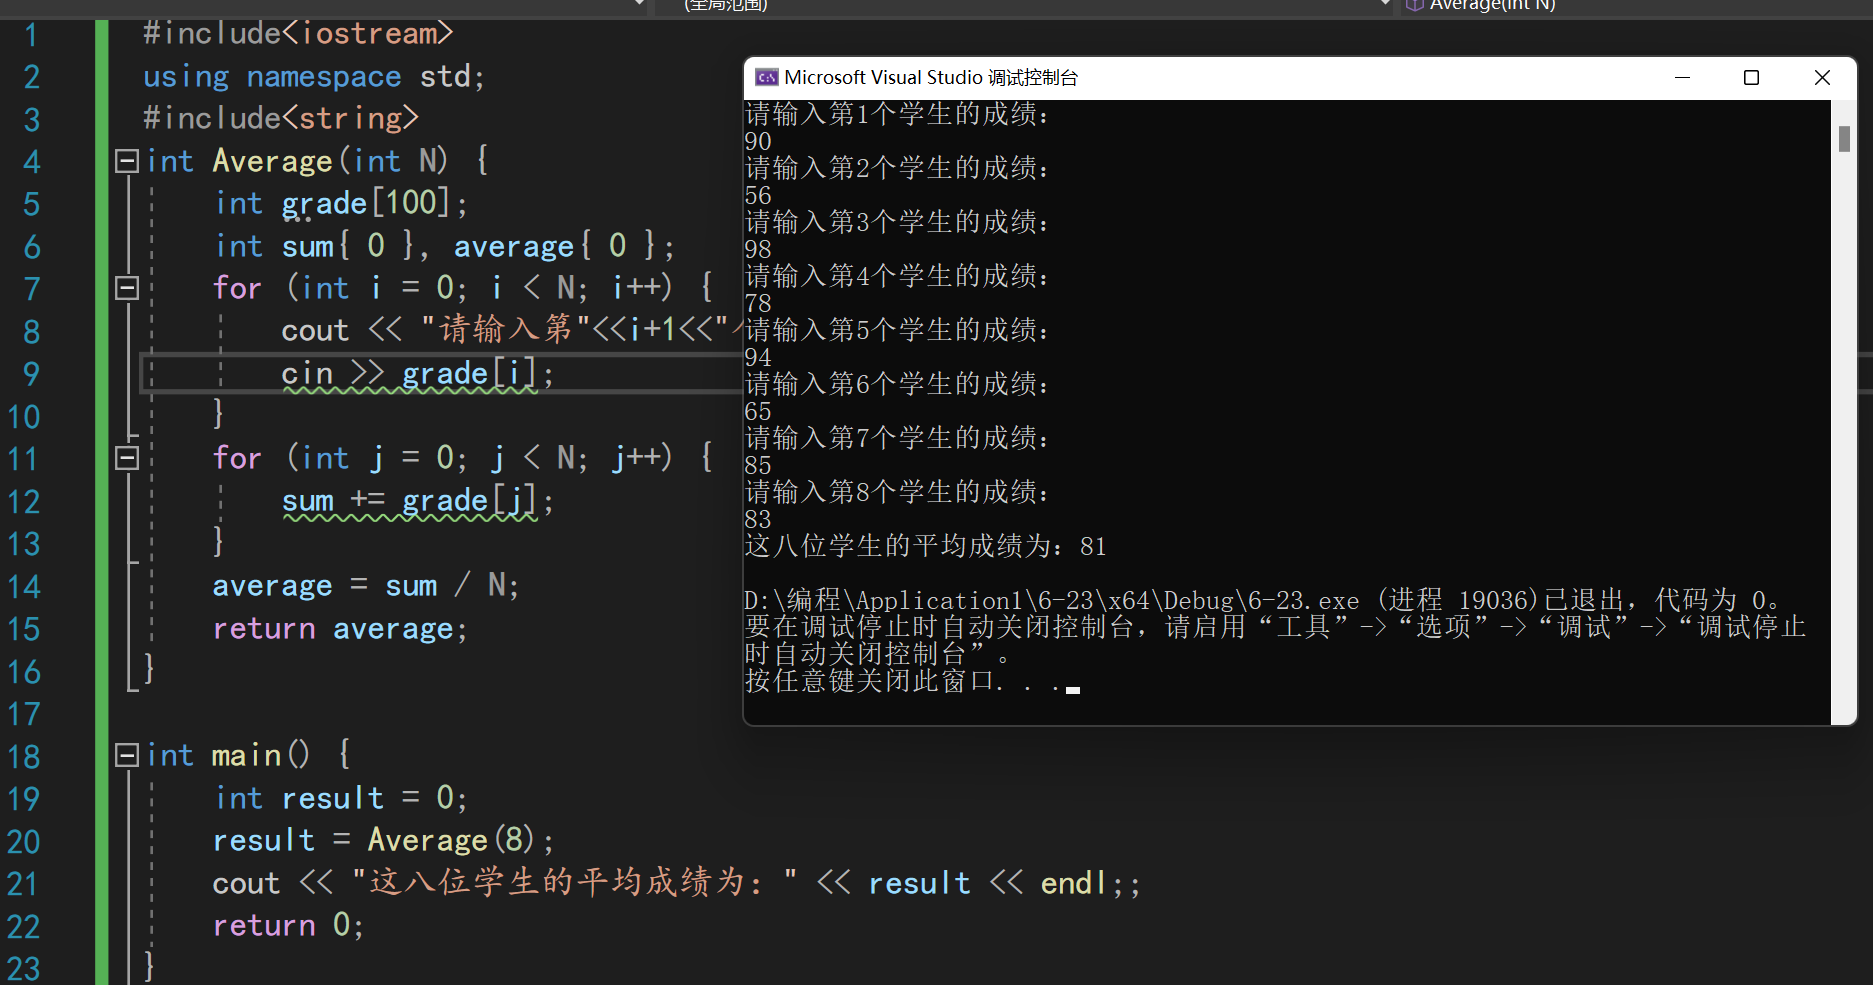 (全局范围)
Average(int N)
1 #include<iostream>
2 using namespace std;
3 #include<string>
4 int Average(int N) {
5 int grade[100];
6 int sum{ 0 }, average{ 0 };
7 for (int i = 0; i < N; i++) {
8 cout << "请输入第"<<i+1<<"
9 cin >> grade[i];
10 }
11 for (int j = 0; j < N; j++) {
12 sum += grade[j];
13 }
14 average = sum / N;
15 return average;
16 }
17
18 int main() {
19 int result = 0;
20 result = Average(8);
21 cout << "这八位学生的平均成绩为：" << result << endl;;
22 return 0;
23 }
Microsoft Visual Studio 调试控制台
请输入第1个学生的成绩：
90
请输入第2个学生的成绩：
56
请输入第3个学生的成绩：
98
请输入第4个学生的成绩：
78
请输入第5个学生的成绩：
94
请输入第6个学生的成绩：
65
请输入第7个学生的成绩：
85
请输入第8个学生的成绩：
83
这八位学生的平均成绩为：81
D:\编程\Application1\6-23\x64\Debug\6-23.exe (进程 19036)已退出，代码为 0。
要在调试停止时自动关闭控制台，请启用“工具”->“选项”->“调试”->“调试停止
时自动关闭控制台”。
按任意键关闭此窗口. . .